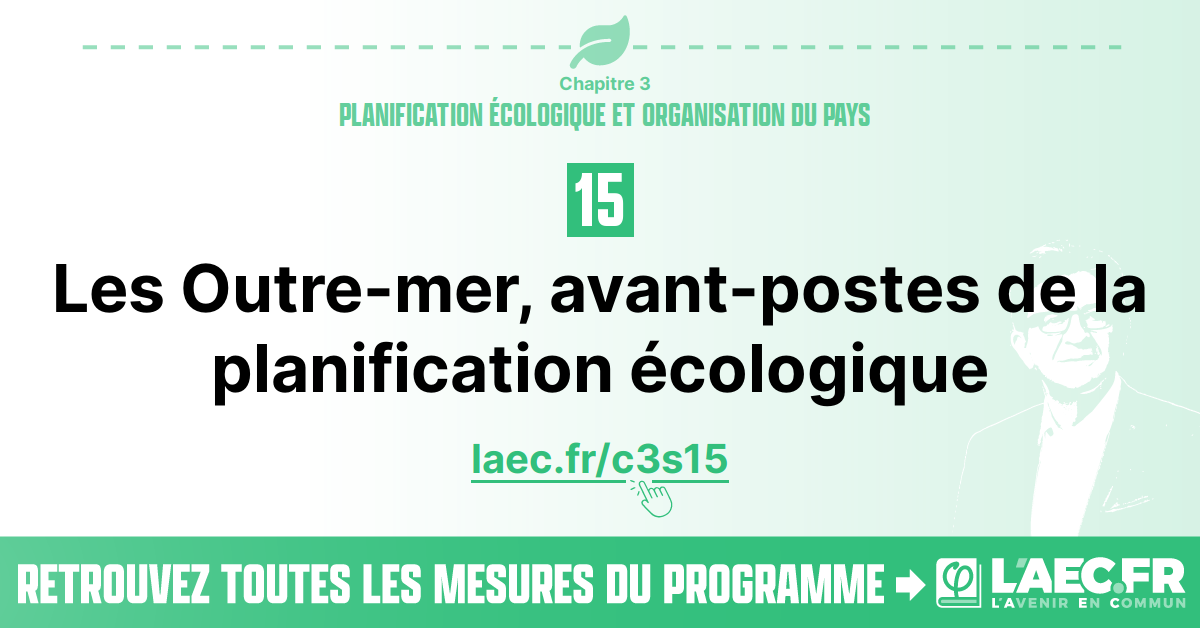 Chapitre 3
PLANIFICATION ÉCOLOGIQUE ET ORGANISATION DU PAYS
15
Les Outre-mer, avant-postes de la
planification écologique
laec.fr/c3s15
RETROUVEZ TOUTES LES MESURES DU PROGRAMME
φ L'AEC.FR
L'AVENIR EN COMMUN